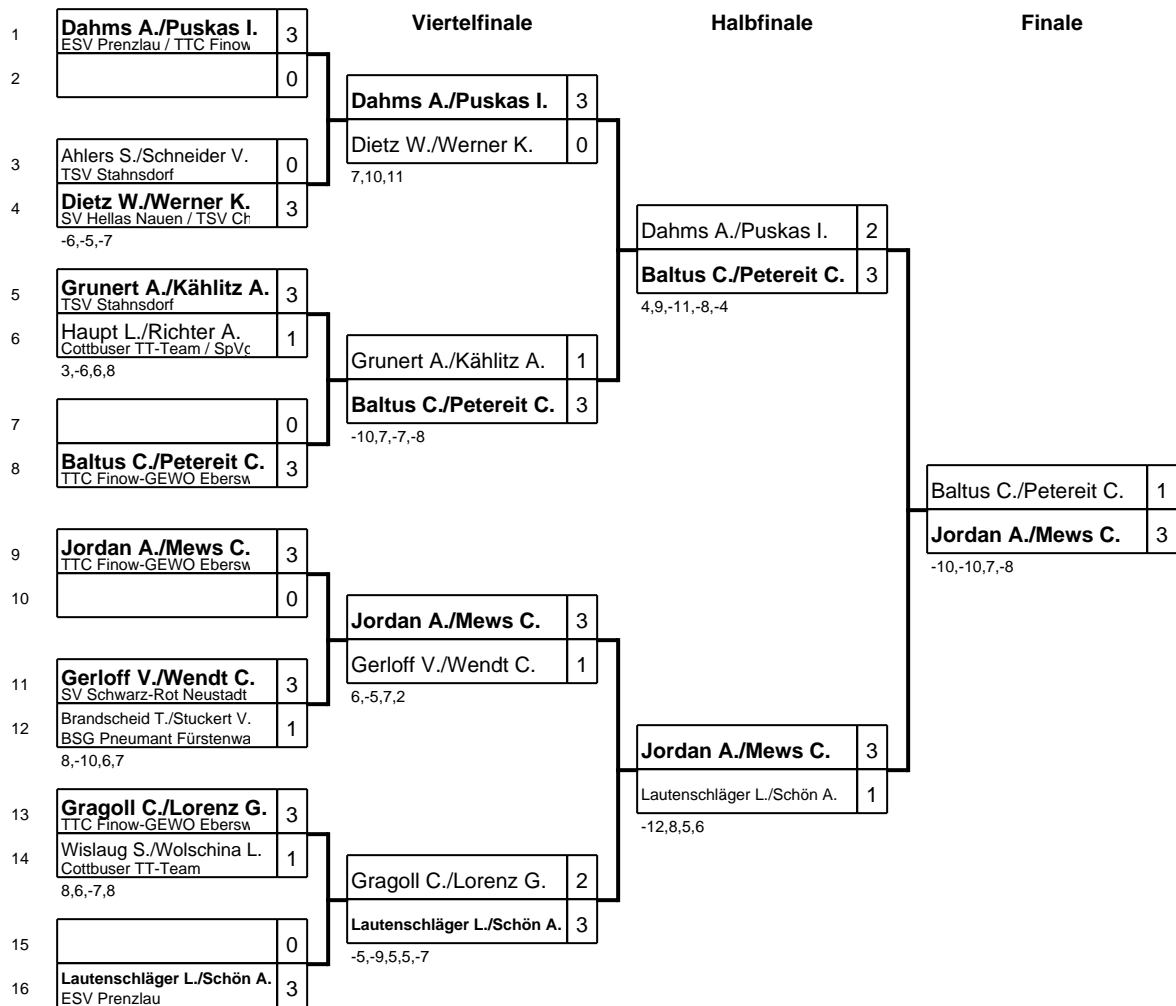 Viertelfinale
Halbfinale
Finale
1
Dahms A./Puskas I.
3
ESV Prenzlau / TTC Finow
2
0
3
Ahlers S./Schneider V.
0
TSV Stahnsdorf
4
Dietz W./Werner K.
3
SV Hellas Nauen / TSV Ch
-6,-5,-7
5
Grunert A./Kählitz A.
3
TSV Stahnsdorf
6
Haupt L./Richter A.
1
Cottbuser TT-Team / SpVg
3,-6,6,8
7
0
8
Baltus C./Petereit C.
3
TTC Finow-GEWO Ebersw
9
Jordan A./Mews C.
3
TTC Finow-GEWO Ebersw
10
0
11
Gerloff V./Wendt C.
3
SV Schwarz-Rot Neustadt
12
Brandscheid T./Stuckert V.
1
BSG Pneumant Fürstenwa
8,-10,6,7
13
Gragoll C./Lorenz G.
3
TTC Finow-GEWO Ebersw
14
Wislaug S./Wolschina L.
1
Cottbuser TT-Team
8,6,-7,8
15
0
16
Lautenschläger L./Schön A.
3
ESV Prenzlau
Dahms A./Puskas I.
3
Dietz W./Werner K.
0
7,10,11
Grunert A./Kählitz A.
1
Baltus C./Petereit C.
3
-10,7,-7,-8
Jordan A./Mews C.
3
Gerloff V./Wendt C.
1
6,-5,7,2
Gragoll C./Lorenz G.
2
Lautenschläger L./Schön A.
3
-5,-9,5,5,-7
Dahms A./Puskas I.
2
Baltus C./Petereit C.
3
4,9,-11,-8,-4
Jordan A./Mews C.
3
Lautenschläger L./Schön A.
1
-12,8,5,6
Baltus C./Petereit C.
1
Jordan A./Mews C.
3
-10,-10,7,-8